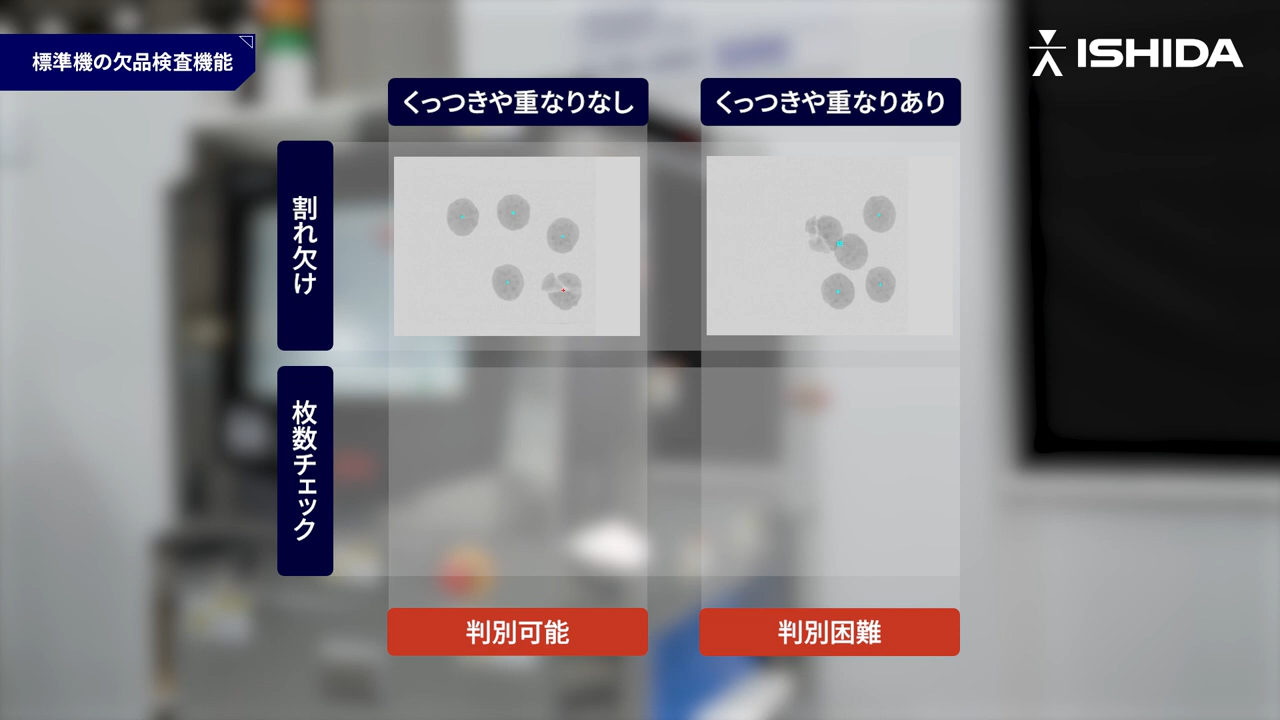 標準機の欠品検査機能
ISHIDA
くっつきや重なりなし
くっつきや重なりあり
割れ欠け
枚数チェック
判別可能
判別困難